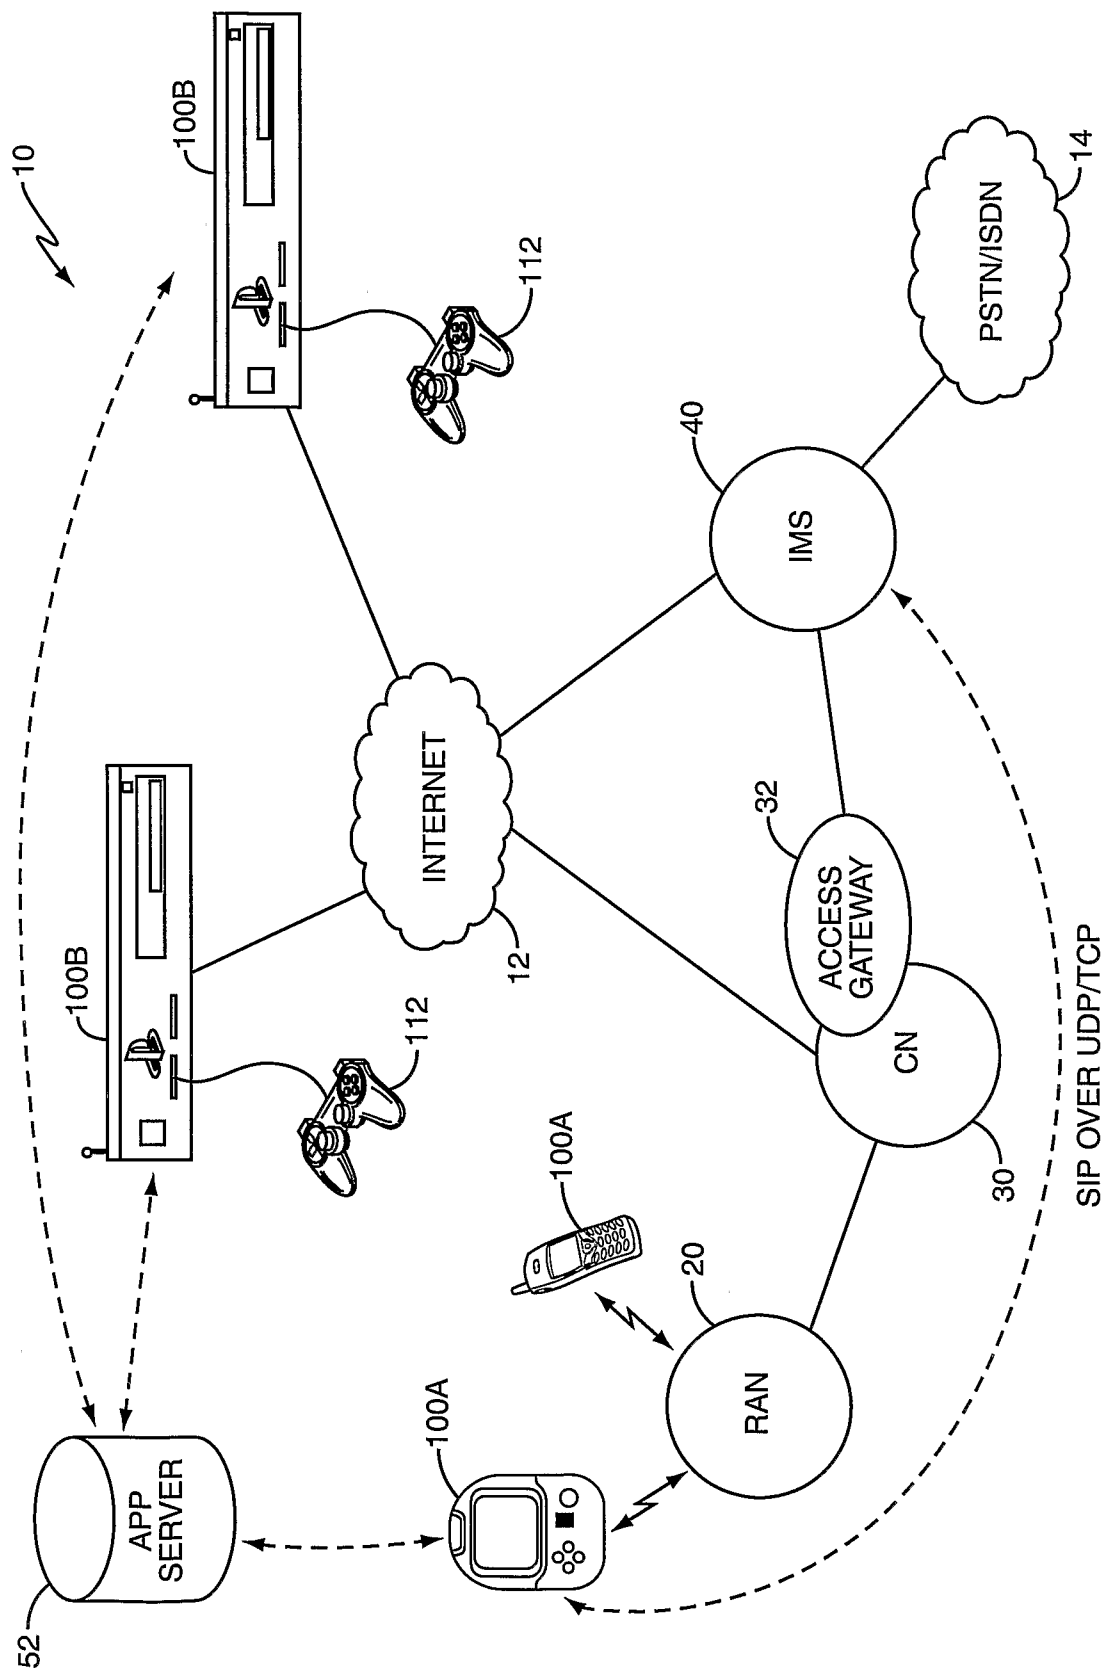 10
100B
112
100B
112
52
APP
SERVER
INTERNET
12
100A
100A
40
IMS
PSTN/ISDN
14
32
ACCESS
GATEWAY
20
RAN
CN
30
SIP OVER UDP/TCP